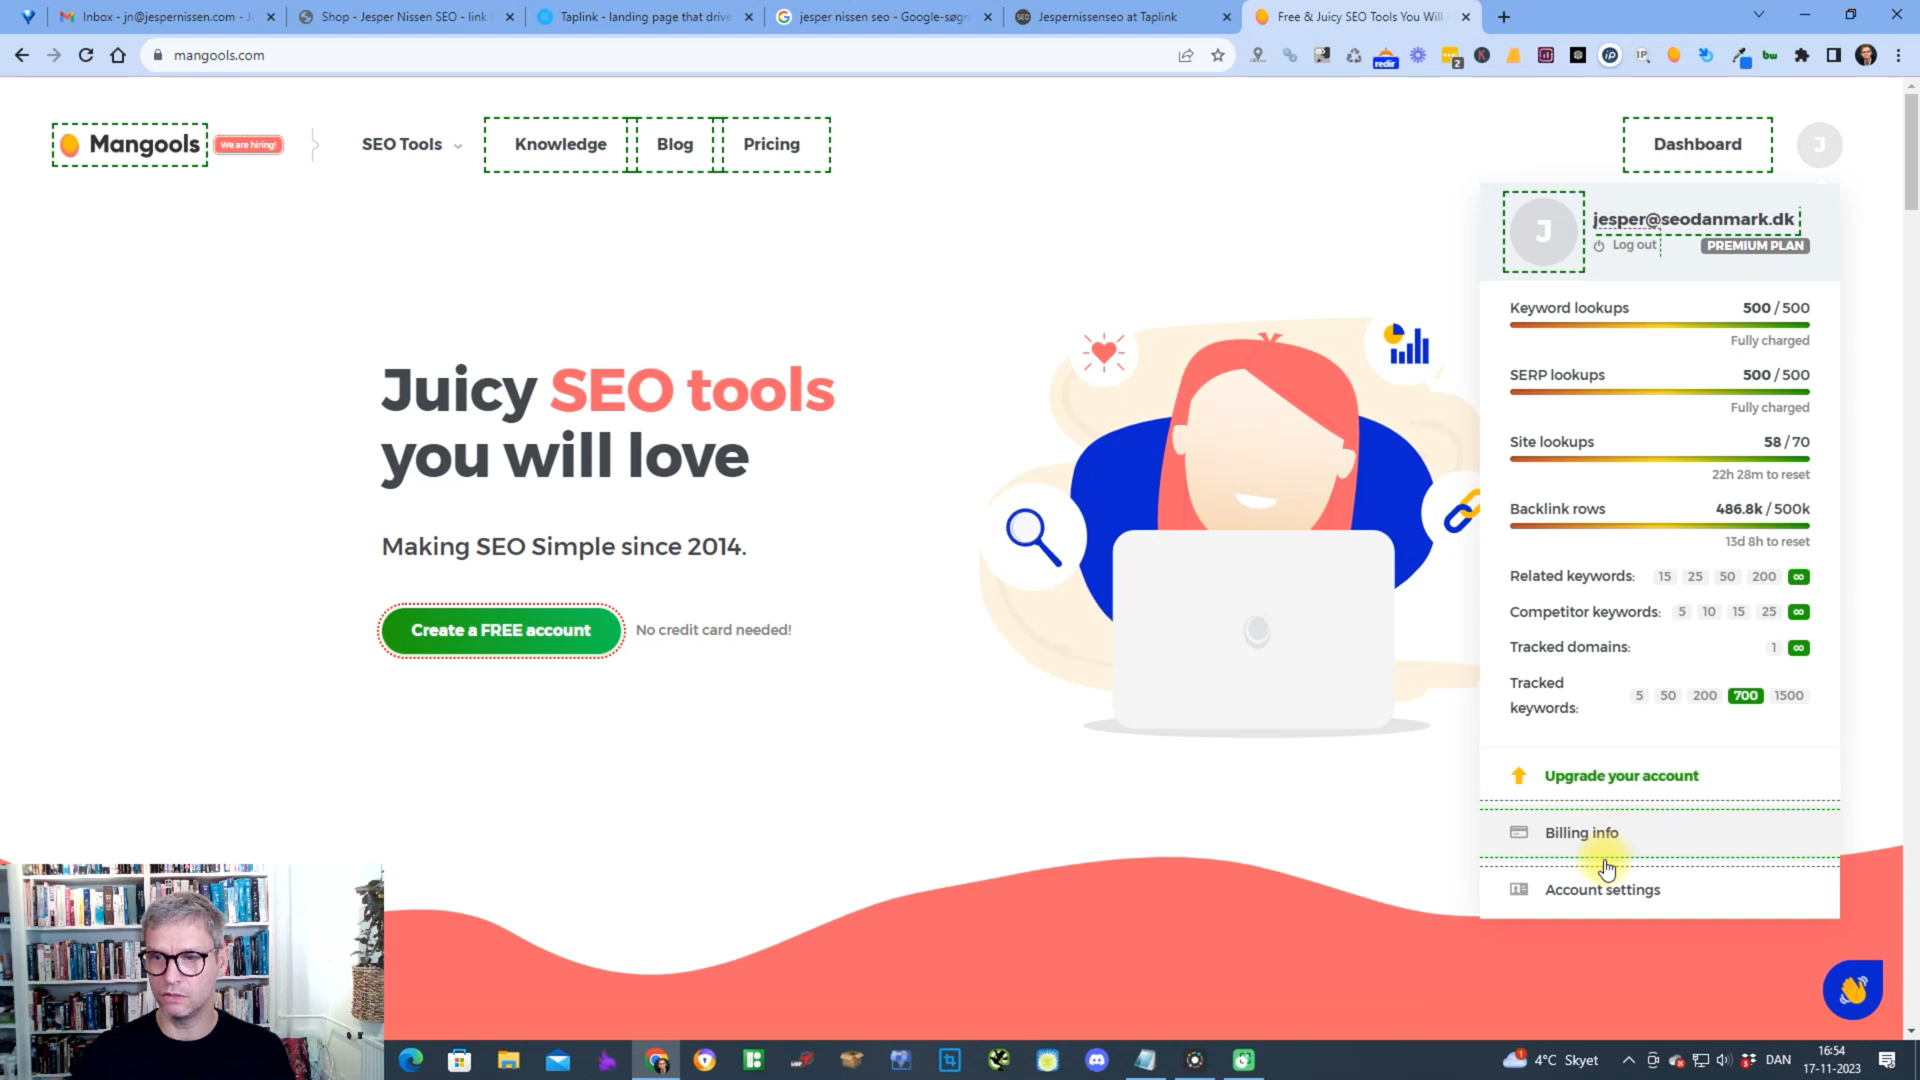 Inbox - jn@jespernissen.com - J
Shop - Jesper Nissen SEO - link
Taplink - landing page that drive
jesper nissen seo - Google-søgn
Jespernissenseo at Taplink
Free & Juicy SEO Tools You Will
mangools.com
redir
2
Mangools
We are hiring!
SEO Tools
Knowledge
Blog
Pricing
Dashboard
J
J
jesper@seodanmark.dk
Log out
PREMIUM PLAN
Keyword lookups
500 / 500
Fully charged
SERP lookups
500 / 500
Fully charged
Site lookups
58 / 70
22h 28m to reset
Backlink rows
486.8k / 500k
13d 8h to reset
Related keywords: 15 25 50 200 ∞
Competitor keywords: 5 10 15 25 ∞
Tracked domains: 1 ∞
Tracked
keywords:
5 50 200 700 1500
Upgrade your account
Billing info
Account settings
Juicy SEO tools
you will love
Making SEO Simple since 2014.
Create a FREE account
No credit card needed!
4°C Skyet
DAN
16:54
17-11-2023